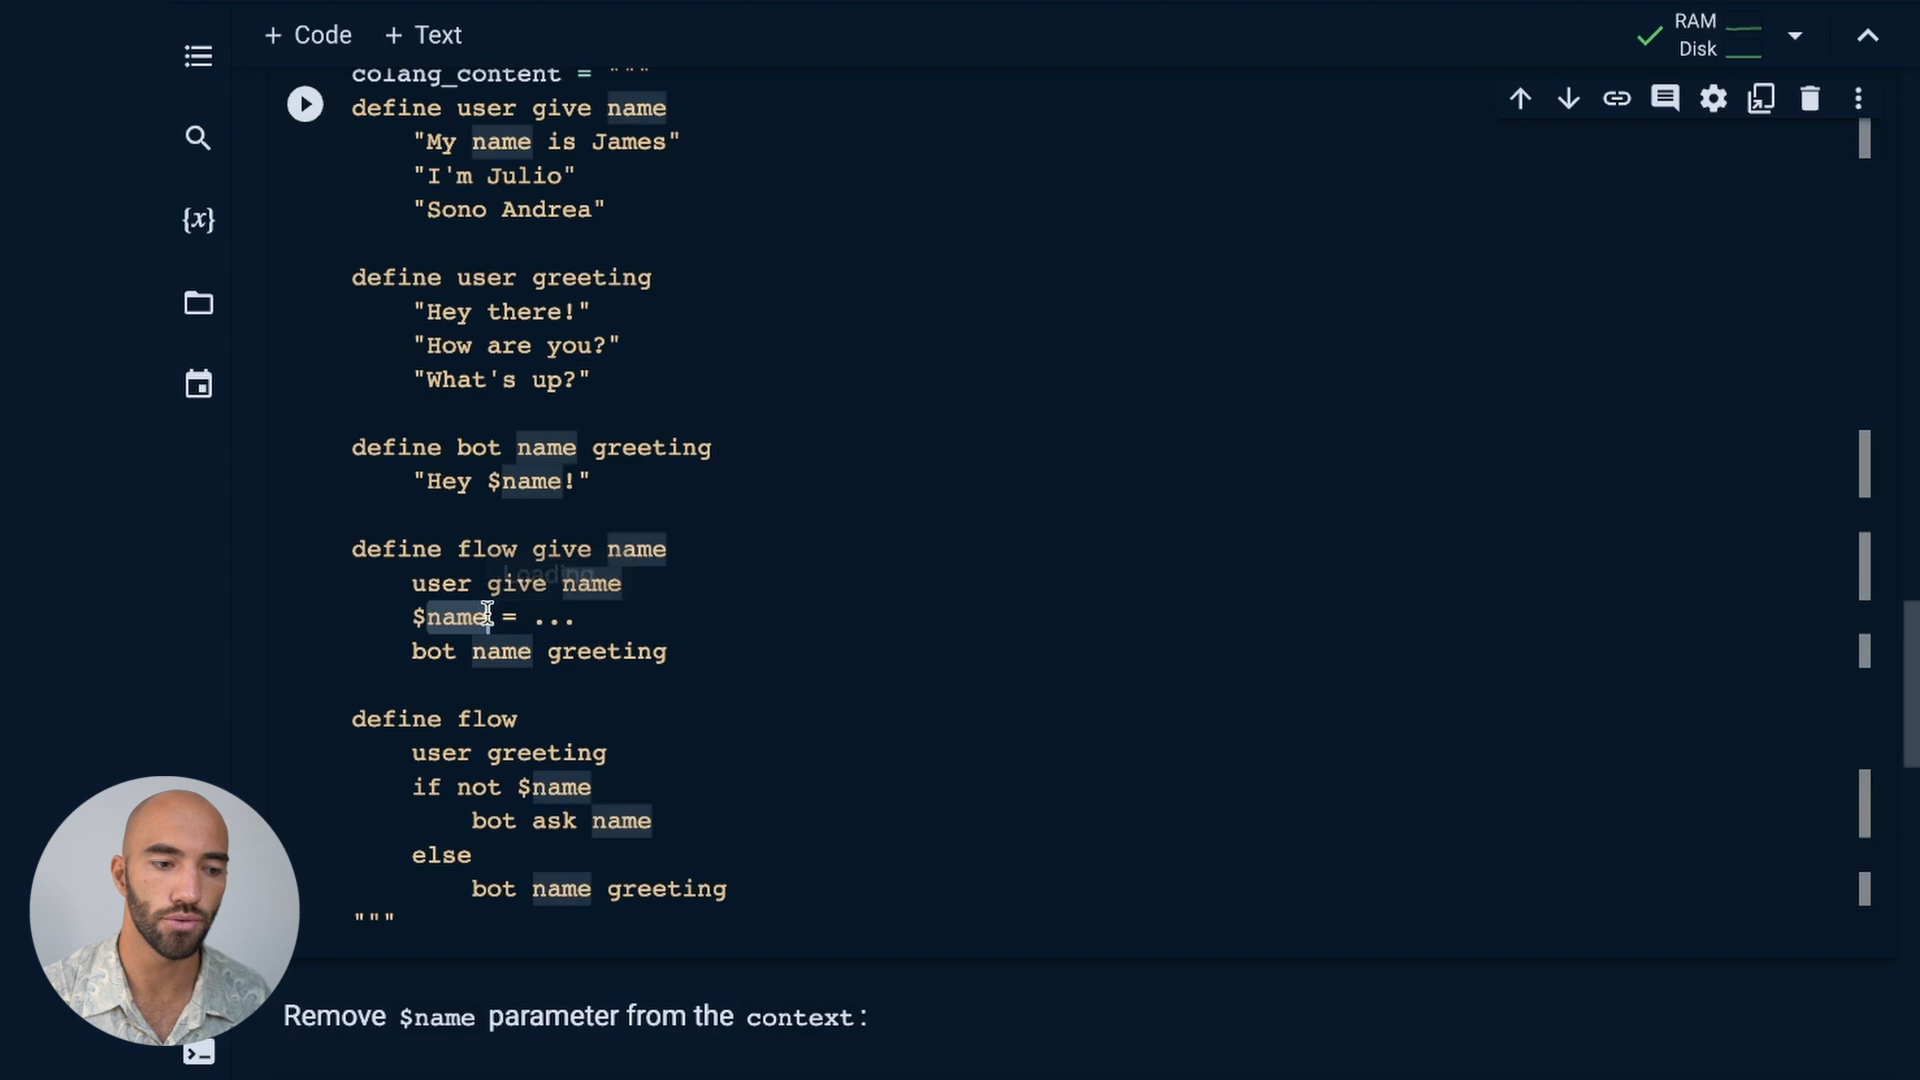 + Code + Text
RAM
Disk
colang_content = """
define user give name
"My name is James"
"I'm Julio"
"Sono Andrea"
define user greeting
"Hey there!"
"How are you?"
"What's up?"
define bot name greeting
"Hey $name!"
define flow give name
Loading...
user give name
$name = ...
bot name greeting
define flow
user greeting
if not $name
bot ask name
else
bot name greeting
"""
Remove $name parameter from the context: